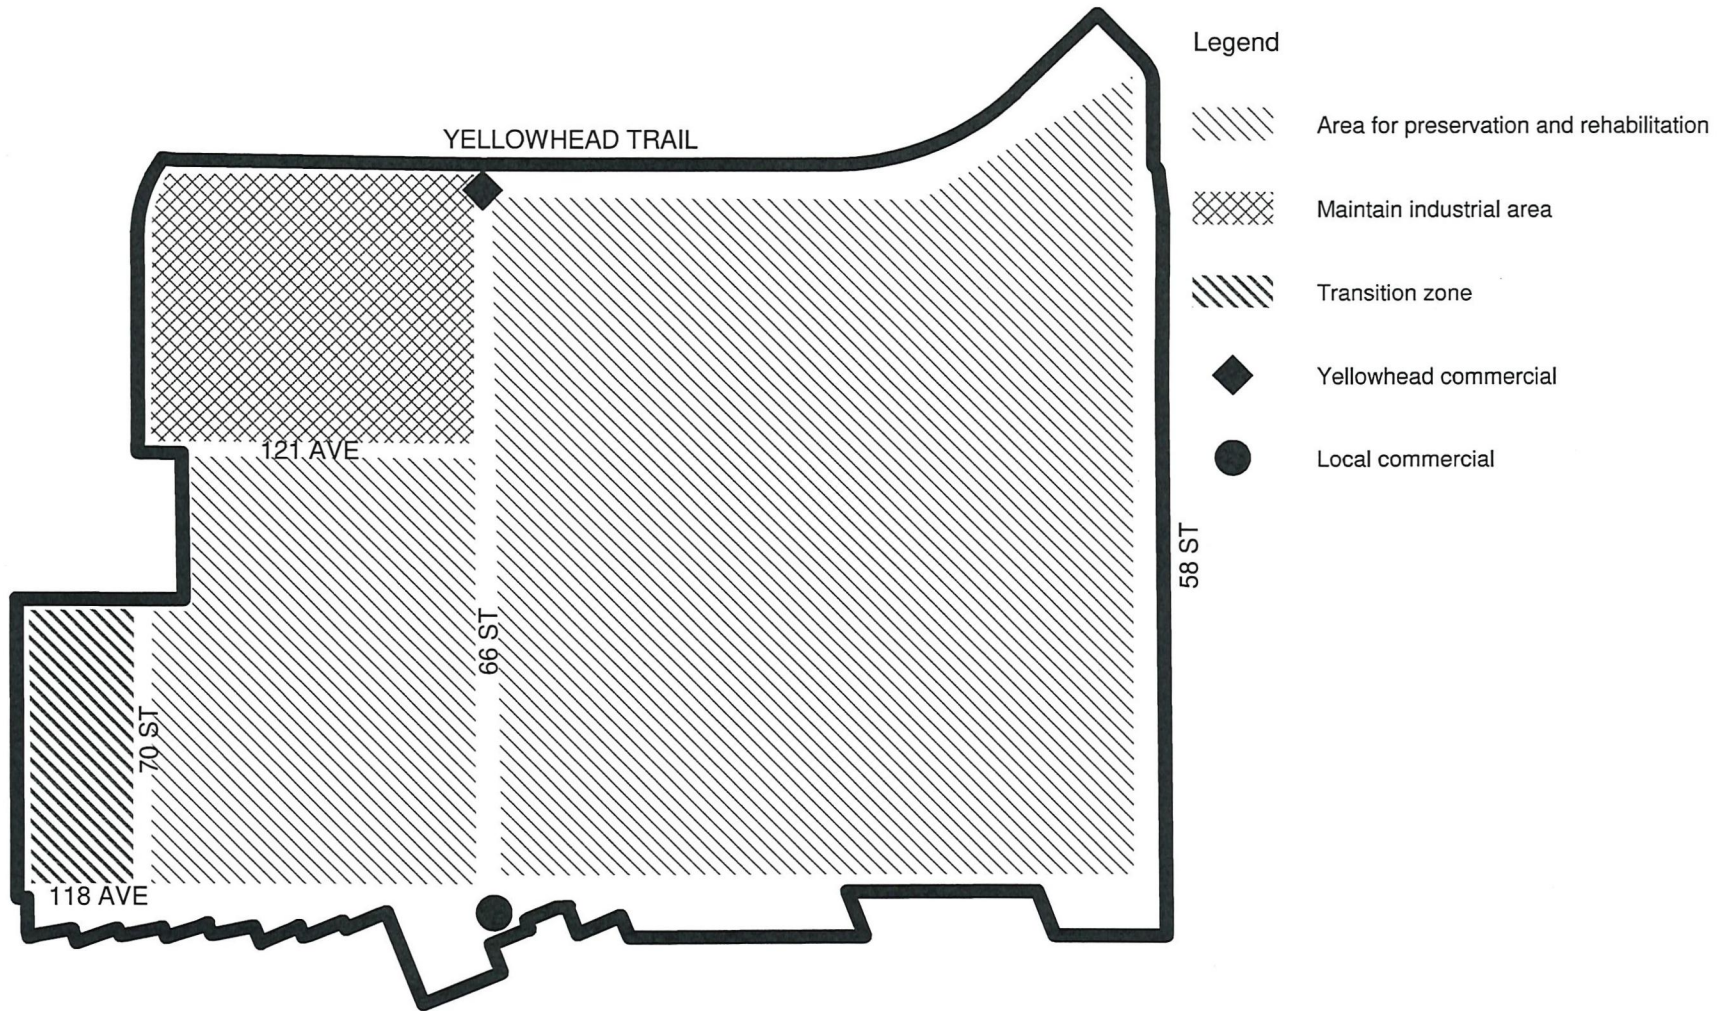 Legend
YELLOWHEAD TRAIL
Area for preservation and rehabilitation
Maintain industrial area
Transition zone
Yellowhead commercial
Local commercial
121 AVE
58 ST
66 ST
70 ST
118 AVE